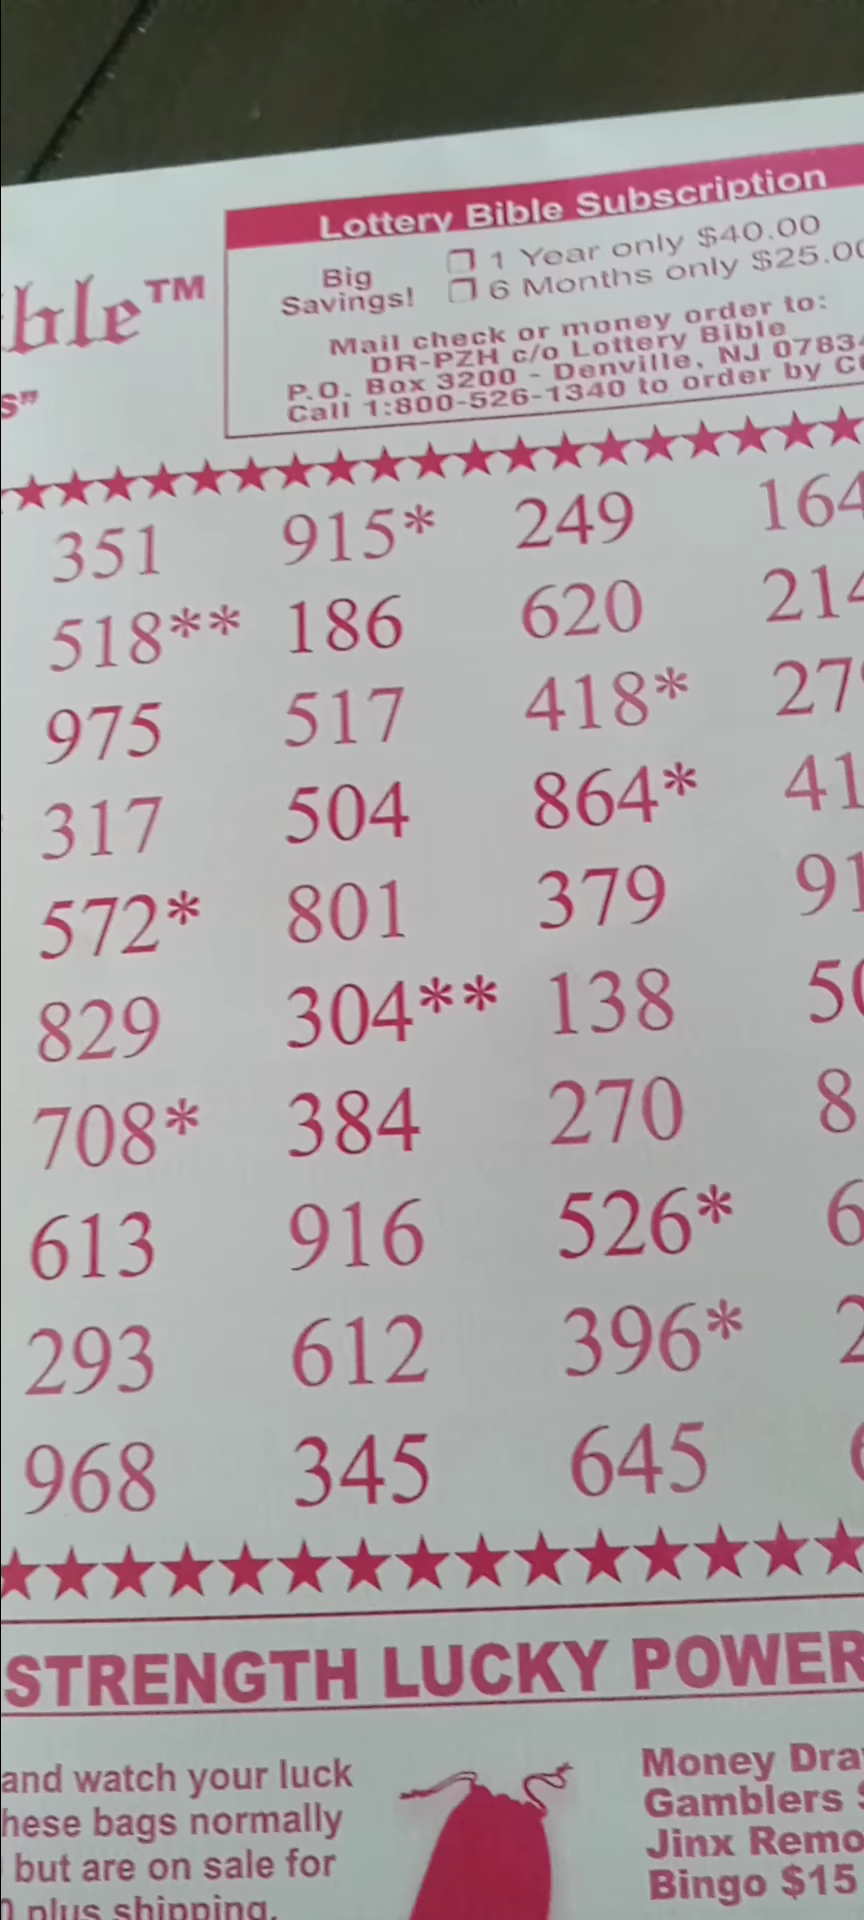 Lottery Bible Subscription
Big Savings!
❒ 1 Year only $40.00
❒ 6 Months only $25.00
Mail check or money order to:
DR-PZH c/o Lottery Bible
P.O. Box 3200 - Denville, NJ 0783
Call 1:800-526-1340 to order by C
ble™
s"
351 915* 249 164
518** 186 620 214
975 517 418* 27
317 504 864* 41
572* 801 379 91
829 304** 138 50
708* 384 270 8
613 916 526* 6
293 612 396* 2
968 345 645
STRENGTH LUCKY POWER
and watch your luck
hese bags normally
but are on sale for
plus shipping.
Money Dra
Gamblers
Jinx Remo
Bingo $15